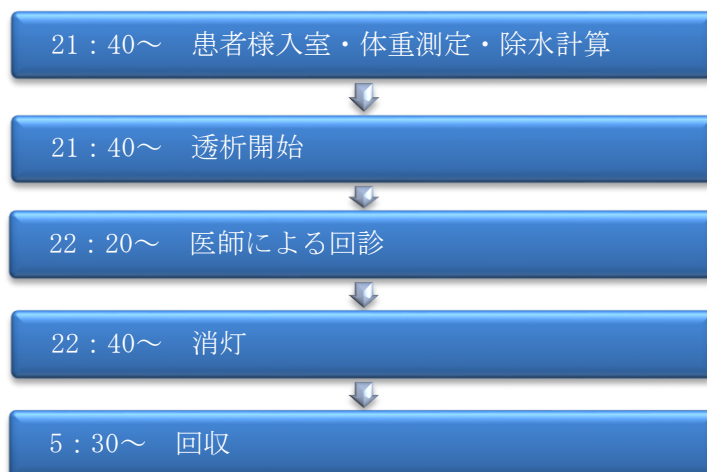 21：40～　患者様入室・体重測定・除水計算
21：40～　透析開始
22：20～　医師による回診
22：40～　消灯
5：30～　回収